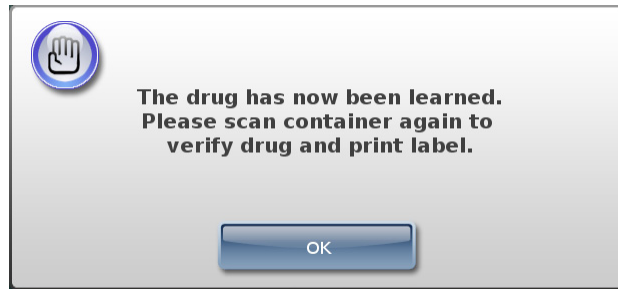 The drug has now been learned.
Please scan container again to
verify drug and print label.
OK